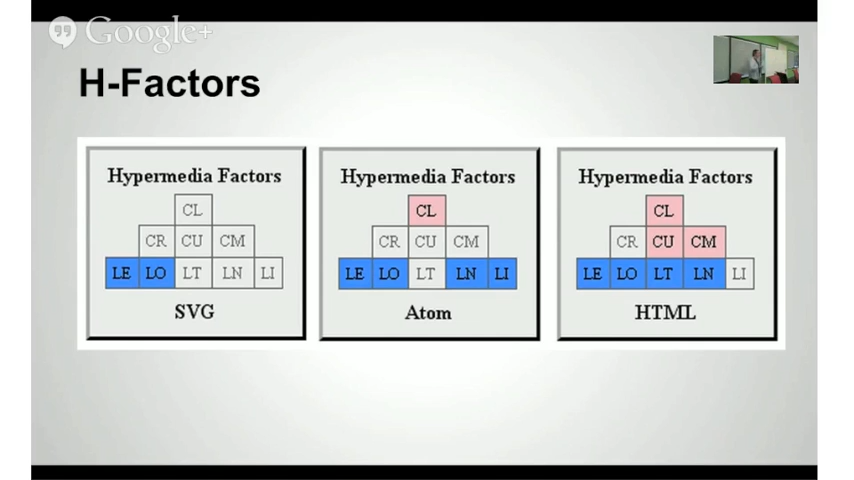 Google+
H-Factors
Hypermedia Factors
CL
CR CU CM
LE LO LT LN LI
SVG
Hypermedia Factors
CL
CR CU CM
LE LO LT LN LI
Atom
Hypermedia Factors
CL
CR CU CM
LE LO LT LN LI
HTML